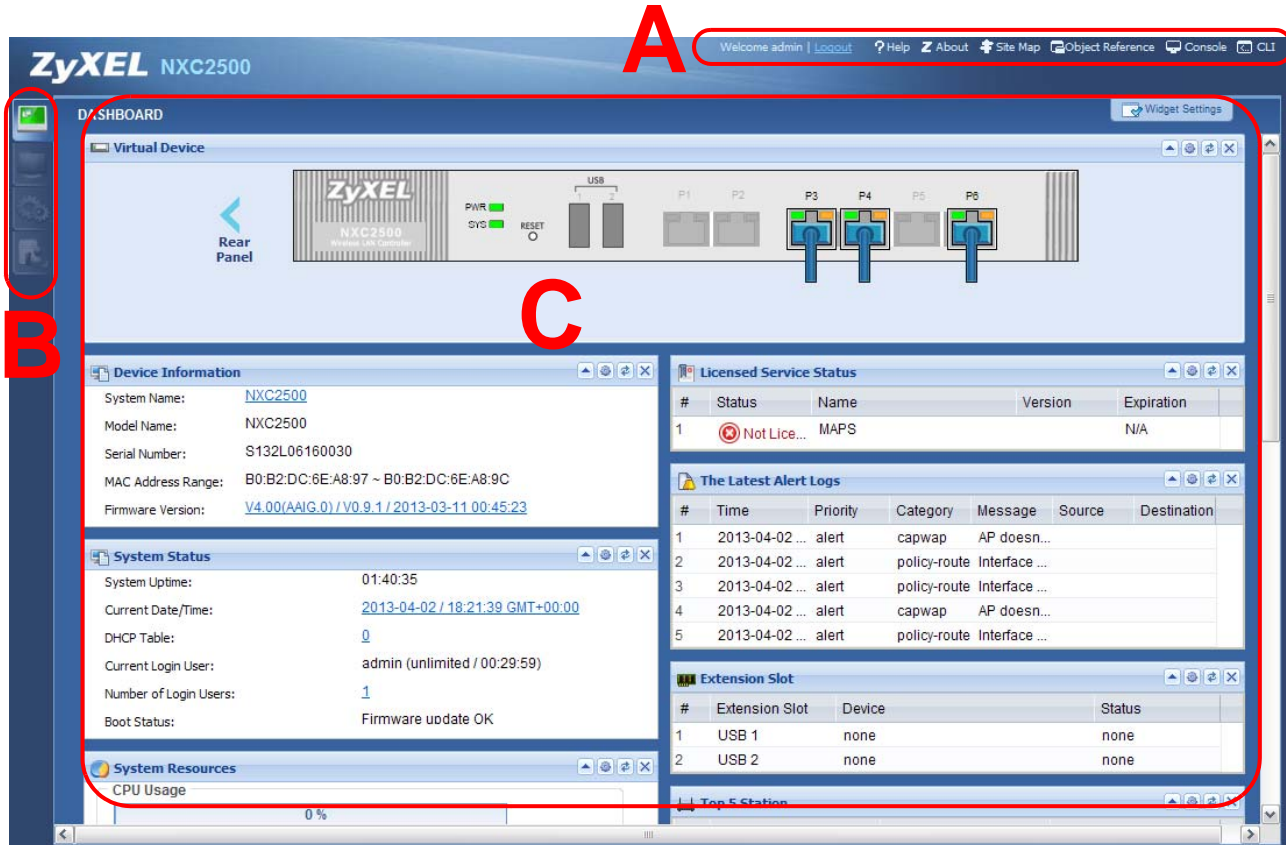 A
Welcome admin | Logout ? Help Z About Site Map Object Reference Console CLI
ZyXEL NXC2500
B
DASHBOARD
Widget Settings
Virtual Device
Rear
Panel
ZyXEL
NXC2500
Wireless LAN Controller
PWR
SYS
RESET
USB
1 2
P1 P2 P3 P4 P5 P6
C
Device Information
System Name: NXC2500
Model Name: NXC2500
Serial Number: S132L06160030
MAC Address Range: B0:B2:DC:6E:A8:97 ~ B0:B2:DC:6E:A8:9C
Firmware Version: V4.00(AAIG.0) / V0.9.1 / 2013-03-11 00:45:23
System Status
System Uptime: 01:40:35
Current Date/Time: 2013-04-02 / 18:21:39 GMT+00:00
DHCP Table: 0
Current Login User: admin (unlimited / 00:29:59)
Number of Login Users: 1
Boot Status: Firmware update OK
System Resources
CPU Usage
0 %
Licensed Service Status
# Status Name Version Expiration
1 Not Lice... MAPS N/A
The Latest Alert Logs
# Time Priority Category Message Source Destination
1 2013-04-02 ... alert capwap AP doesn...
2 2013-04-02 ... alert policy-route Interface ...
3 2013-04-02 ... alert policy-route Interface ...
4 2013-04-02 ... alert capwap AP doesn...
5 2013-04-02 ... alert policy-route Interface ...
Extension Slot
# Extension Slot Device Status
1 USB 1 none none
2 USB 2 none none
Top 5 Station